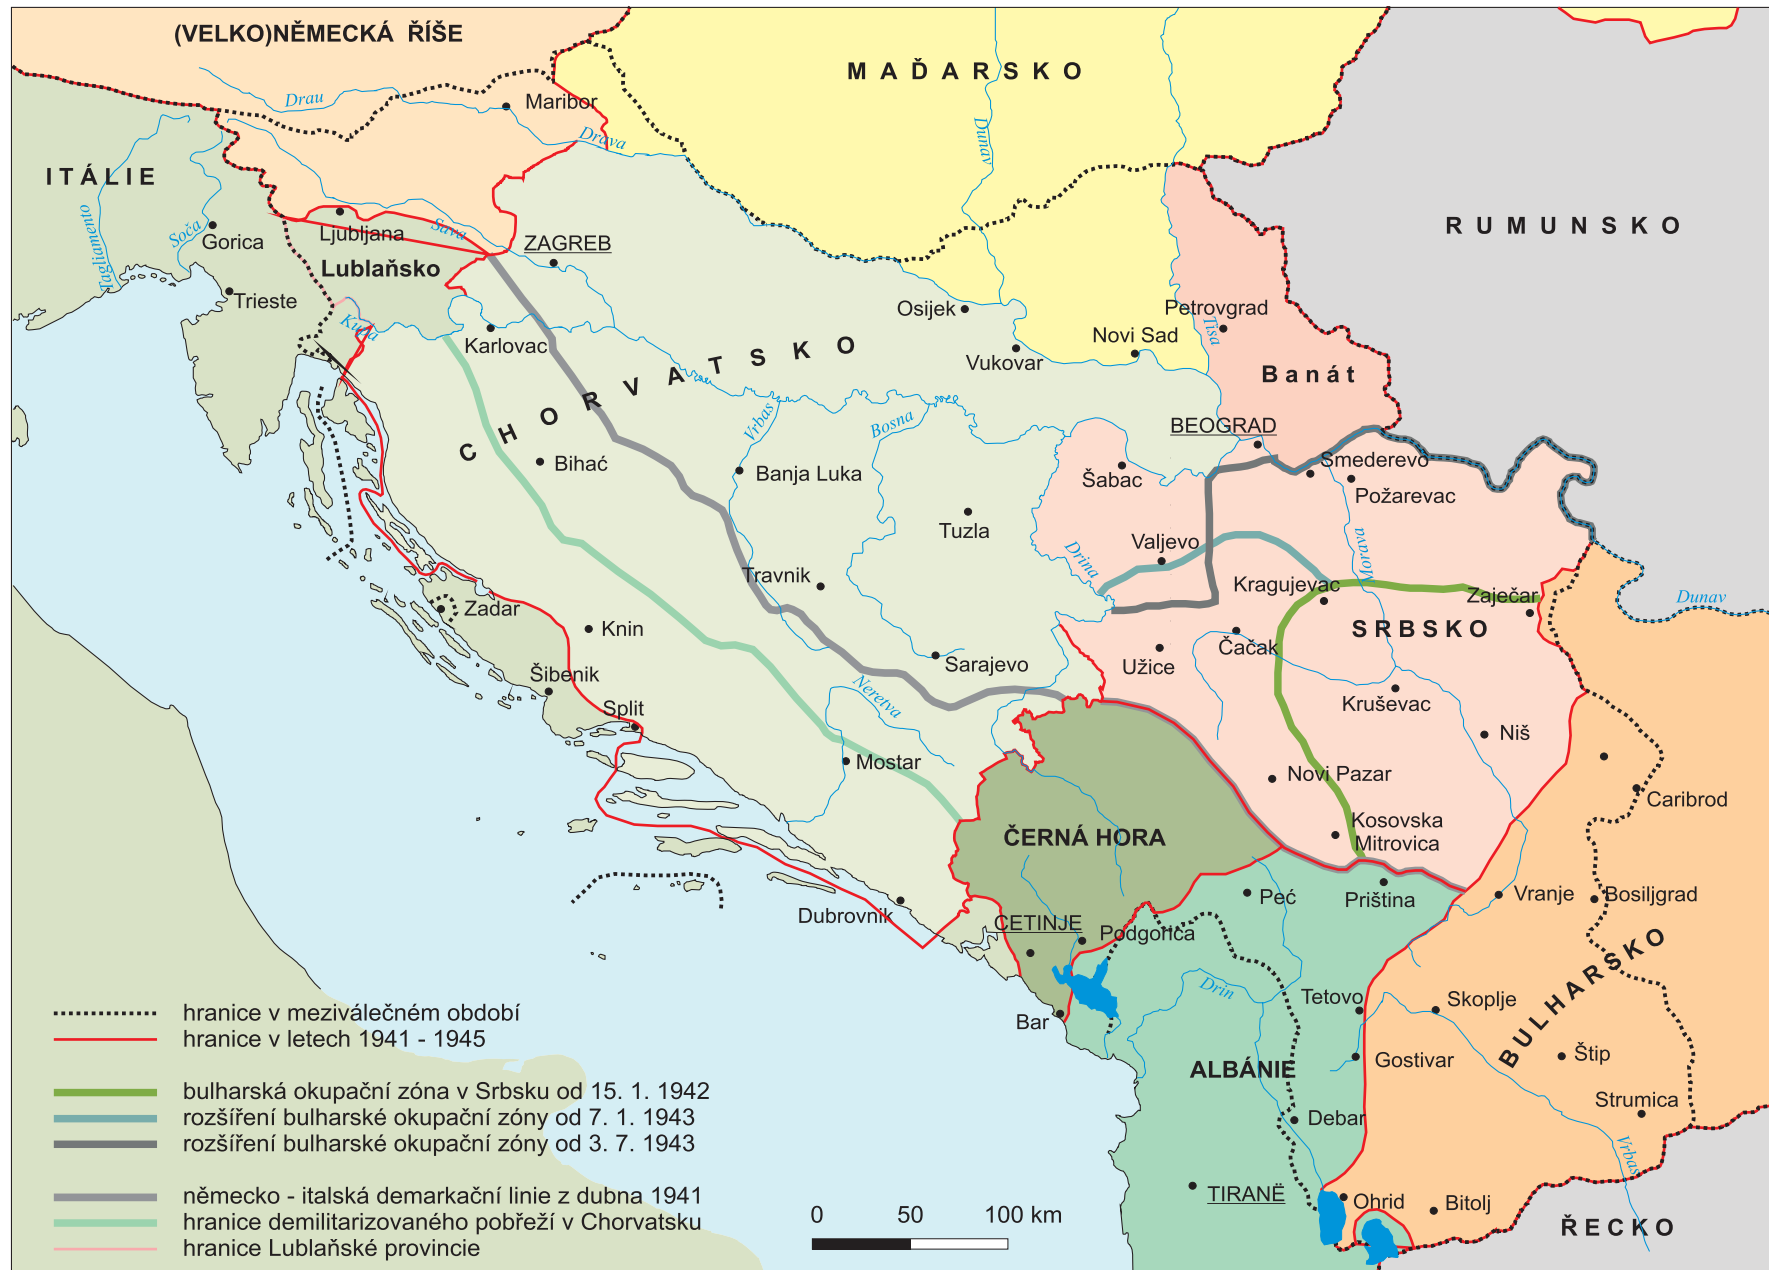 (VELKO)NĚMECKÁ ŘÍŠE
MAĎARSKO
Drau
Maribor
Drava
Dunav
ITÁLIE
Tagliamento
Soča
Gorica
Ljubljana
Sava
ZAGREB
RUMUNSKO
Lublaňsko
Trieste
Kupa
Karlovac
Osijek
Vukovar
Novi Sad
Petrovgrad
Tisa
Banát
CHORVATSKO
Vrbas
Bosna
BEOGRAD
Bihać
Banja Luka
Šabac
Smederevo
Požarevac
Tuzla
Drina
Valjevo
Morava
Travnik
Kragujevac
Zaječar
Dunav
Zadar
Knin
SRBSKO
Čačak
Užice
Sarajevo
Šibenik
Neretva
Kruševac
Split
Niš
Mostar
Novi Pazar
Caribrod
ČERNÁ HORA
Kosovska
Mitrovica
Dubrovnik
CETINJE
Podgorica
Peć
Priština
Vranje
Bosiljgrad
BULHARSKO
Drin
Tetovo
Skoplje
Bar
Gostivar
Štip
ALBÁNIE
Debar
Strumica
Vrbas
TIRANË
Ohrid
Bitolj
ŘECKO
hranice v meziválečném období
hranice v letech 1941 - 1945
bulharská okupační zóna v Srbsku od 15. 1. 1942
rozšíření bulharské okupační zóny od 7. 1. 1943
rozšíření bulharské okupační zóny od 3. 7. 1943
německo - italská demarkační linie z dubna 1941
hranice demilitarizovaného pobřeží v Chorvatsku
hranice Lublaňské provincie
0 50 100 km